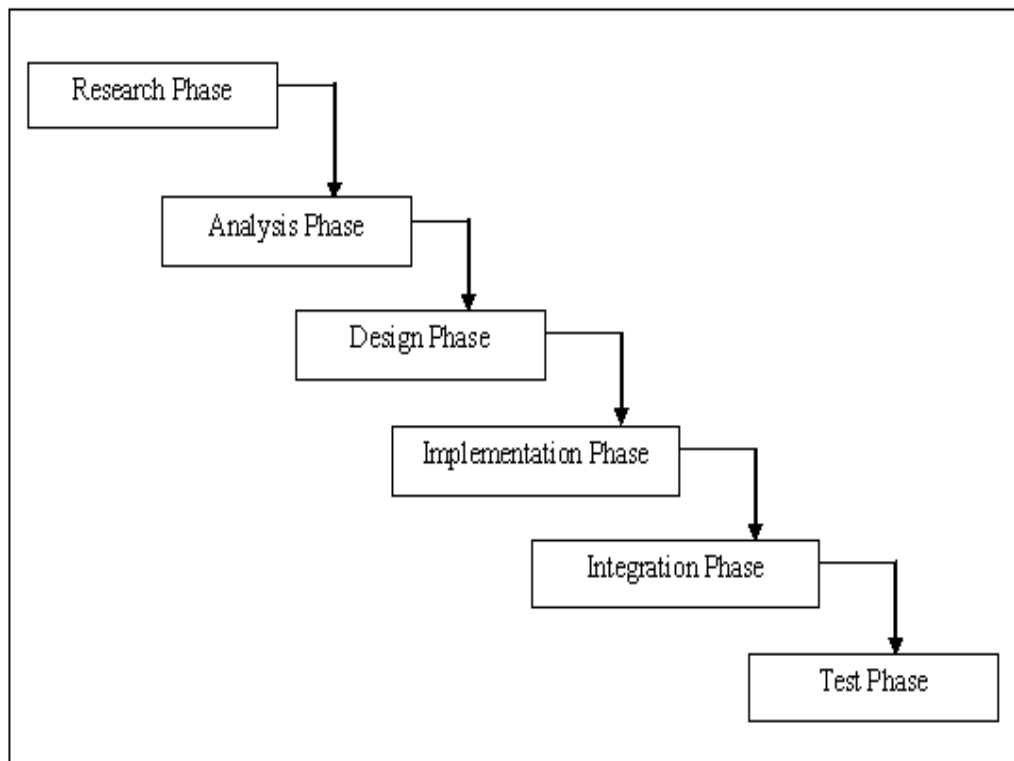 Research Phase
Analysis Phase
Design Phase
Implementation Phase
Integration Phase
Test Phase